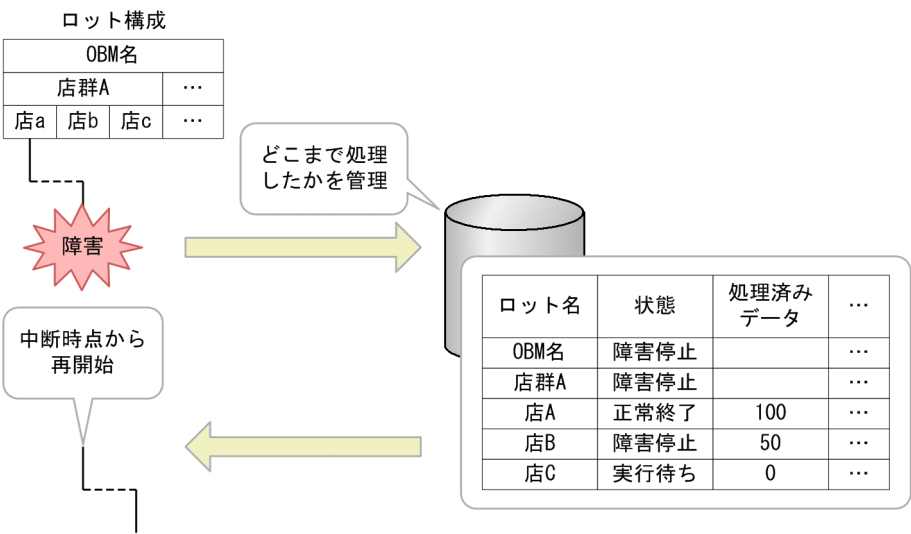 ロット構成
OBM名
店群A …
店a 店b 店c …
どこまで処理
したかを管理
障害
中断時点から
再開始
ロット名 状態 処理済み
データ …
OBM名 障害停止 …
店群A 障害停止 …
店A 正常終了 100 …
店B 障害停止 50 …
店C 実行待ち 0 …